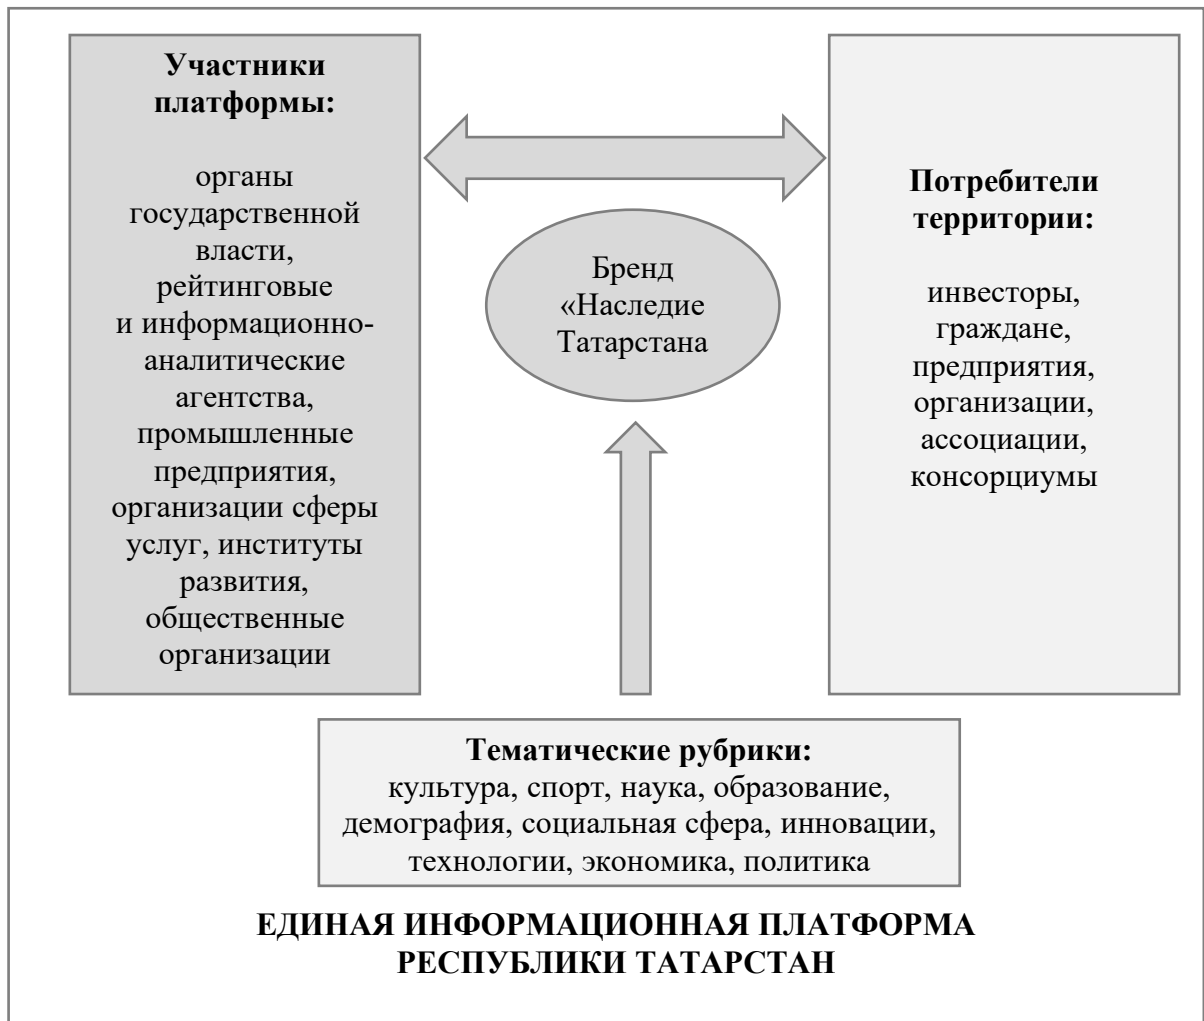 Участники
платформы:
органы
государственной
власти,
рейтинговые
и информационно-
аналитические
агентства,
промышленные
предприятия,
организации сферы
услуг, институты
развития,
общественные
организации
Бренд
«Наследие
Татарстана
Потребители
территории:
инвесторы,
граждане,
предприятия,
организации,
ассоциации,
консорциумы
Тематические рубрики:
культура, спорт, наука, образование,
демография, социальная сфера, инновации,
технологии, экономика, политика
ЕДИНАЯ ИНФОРМАЦИОННАЯ ПЛАТФОРМА
РЕСПУБЛИКИ ТАТАРСТАН